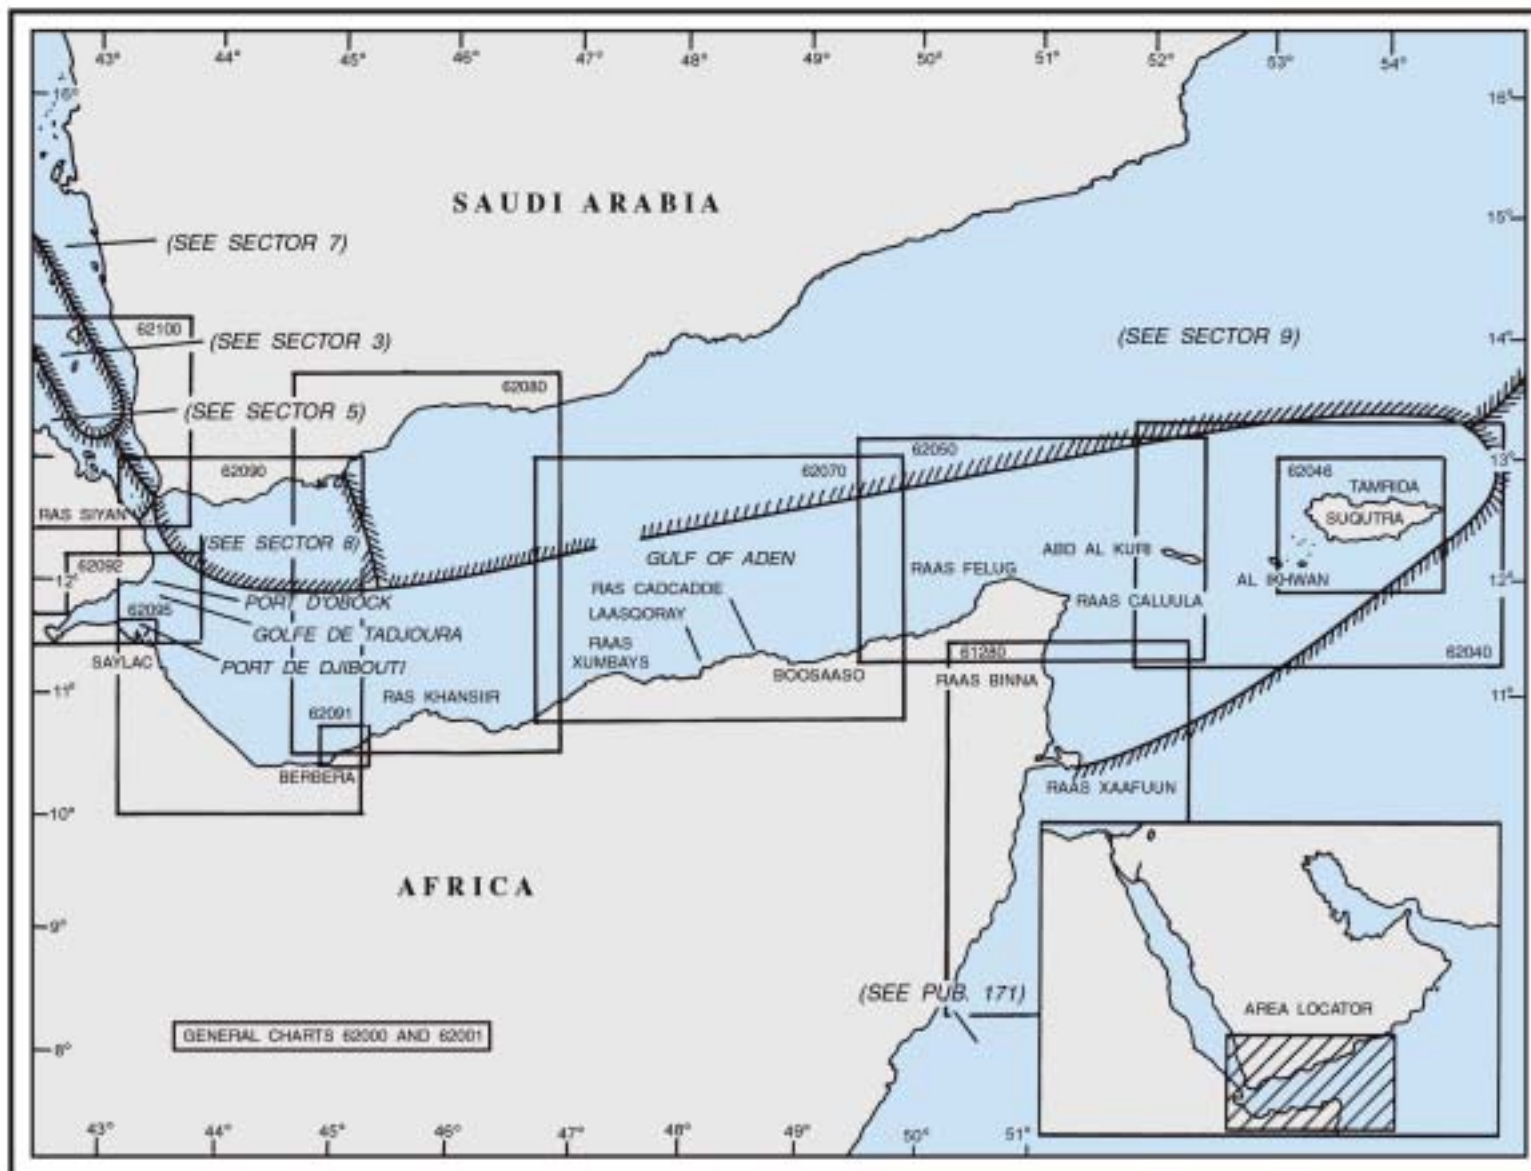 43° 44° 45° 46° 47° 48° 49° 50° 51° 52° 53° 54°
16° 16°
SAUDI ARABIA
15°
(SEE SECTOR 7)
62100
(SEE SECTOR 3)
(SEE SECTOR 9)
14°
62080
(SEE SECTOR 5)
62090
62070
62050
62046
13°
TAMRIDA
SUQUTRA
RAS SIYAN
(SEE SECTOR 8)
GULF OF ADEN
ABD AL KURI
62092
12°
RAAS FELUG
AL IKHWAN
12°
RAS CADCADDE
PORT D'OBOCK
RAAS CALUULA
62095
LAASQORAY
GOLFE DE TADJOURA
RAAS
XUMBAYS
61280
62040
SAYLAC
PORT DE DJIBOUTI
BOOSAASO
RAAS BINNA
11°
RAS KHANSIIR
11°
62091
BERBERA
RAAS XAAFUUN
10°
AFRICA
9°
(SEE PUB. 171)
AREA LOCATOR
GENERAL CHARTS 62000 AND 62001
8°
43° 44° 45° 46° 47° 48° 49° 50° 51°